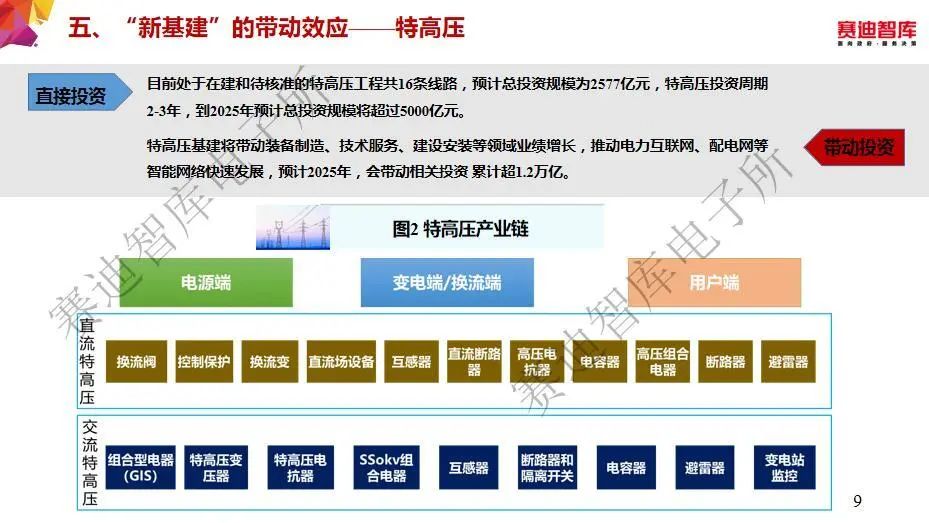 五、“新基建”的带动效应——特高压
赛迪智库
面向政府·服务决策
直接投资
目前处于在建和待核准的特高压工程共16条线路，预计总投资规模为2577亿元，特高压投资周期
2-3年，到2025年预计总投资规模将超过5000亿元。
特高压基建将带动装备制造、技术服务、建设安装等领域业绩增长，推动电力互联网、配电网等
智能网络快速发展，预计2025年，会带动相关投资 累计超1.2万亿。
带动投资
图2 特高压产业链
电源端
变电端/换流端
用户端
直流特高压
换流阀
控制保护
换流变
直流场设备
互感器
直流断路
器
高压电
抗器
电容器
高压组合
电器
断路器
避雷器
交流特高压
组合型电器
（GIS）
特高压变
压器
特高压电
抗器
SSokv组
合电器
互感器
断路器和
隔离开关
电容器
避雷器
变电站
监控
赛迪智库电子所
赛迪智库电子所
9